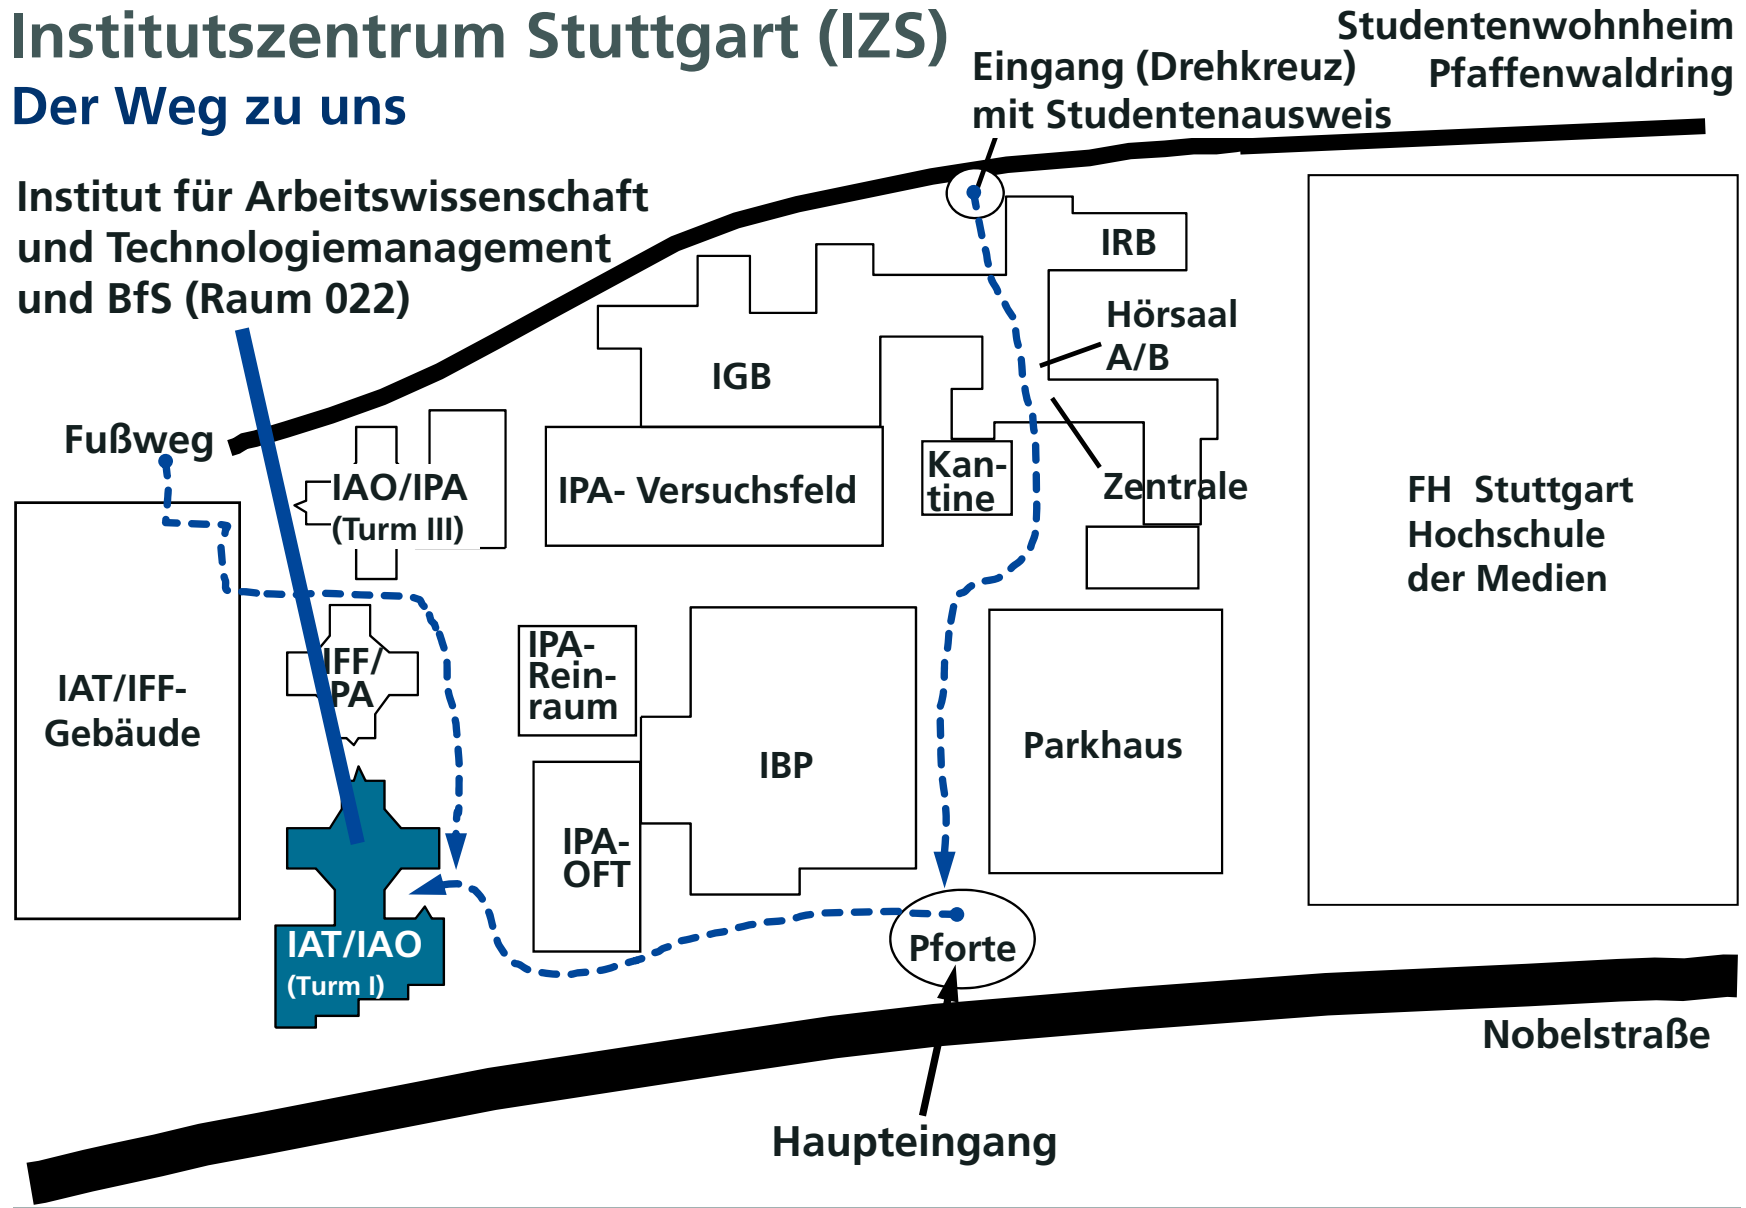 Institutszentrum Stuttgart (IZS)
Der Weg zu uns
Studentenwohnheim
Pfaffenwaldring
Eingang (Drehkreuz)
mit Studentenausweis
Institut für Arbeitswissenschaft
und Technologiemanagement
und BfS (Raum 022)
IRB
Hörsaal
A/B
IGB
Fußweg
IAO/IPA
(Turm III)
IPA- Versuchsfeld
Kan-
tine
Zentrale
FH Stuttgart
Hochschule
der Medien
IAT/IFF-
Gebäude
IFF/
PA
IPA-
Rein-
raum
IBP
Parkhaus
IPA-
OFT
IAT/IAO
(Turm I)
Pforte
Nobelstraße
Haupteingang